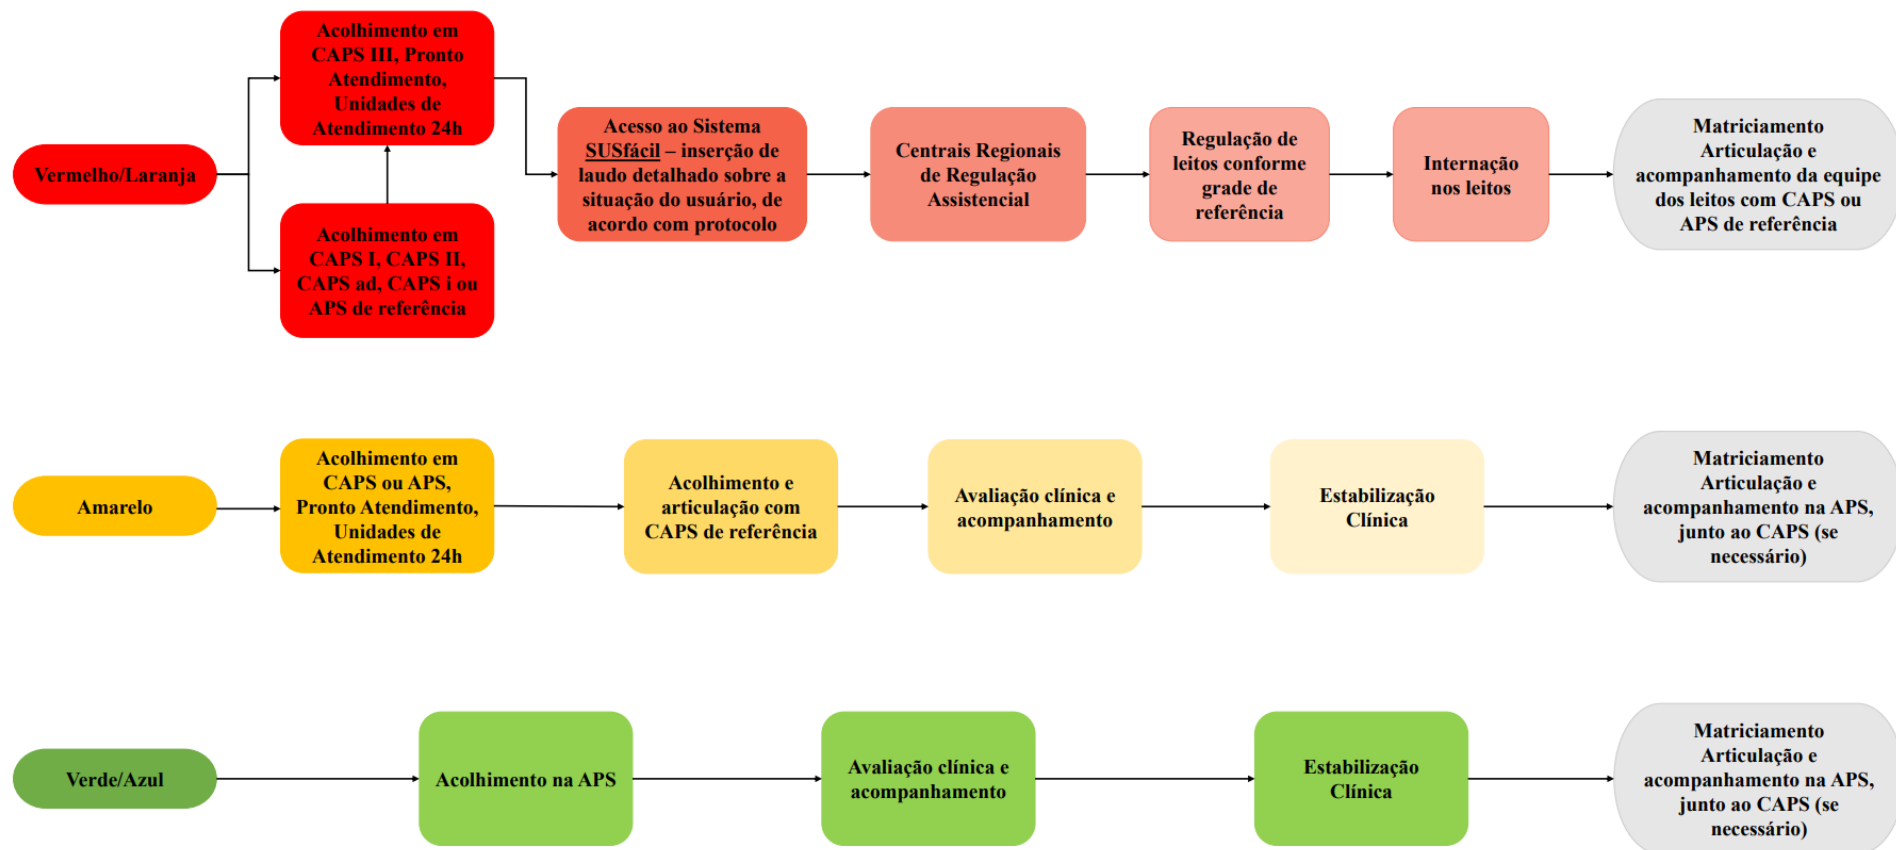 Acolhimento em
CAPS III, Pronto
Atendimento,
Unidades de
Atendimento 24h
Vermelho/Laranja
Acolhimento em
CAPS I, CAPS II,
CAPS ad, CAPS i ou
APS de referência
Acesso ao Sistema
SUSfácil – inserção de
laudo detalhado sobre a
situação do usuário, de
acordo com protocolo
Centrais Regionais
de Regulação
Assistencial
Regulação de
leitos conforme
grade de
referência
Internação
nos leitos
Matriciamento
Articulação e
acompanhamento da equipe
dos leitos com CAPS ou
APS de referência
Amarelo
Acolhimento em
CAPS ou APS,
Pronto Atendimento,
Unidades de
Atendimento 24h
Acolhimento e
articulação com
CAPS de referência
Avaliação clínica e
acompanhamento
Estabilização
Clínica
Matriciamento
Articulação e
acompanhamento na APS,
junto ao CAPS (se
necessário)
Verde/Azul
Acolhimento na APS
Avaliação clínica e
acompanhamento
Estabilização
Clínica
Matriciamento
Articulação e
acompanhamento na APS,
junto ao CAPS (se
necessário)